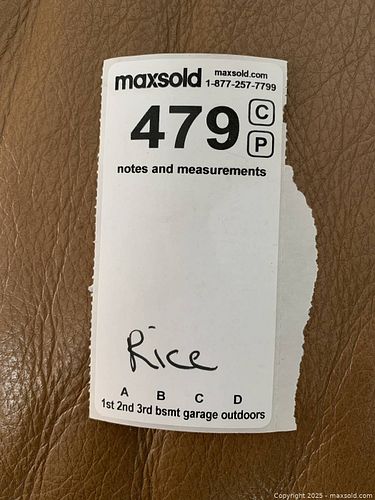 maxsold maxsold.com
1-877-257-7799
479 C
P
notes and measurements
Rice
A B C D
1st 2nd 3rd bsmt garage outdoors
Copyright 2025 - maxsold.com